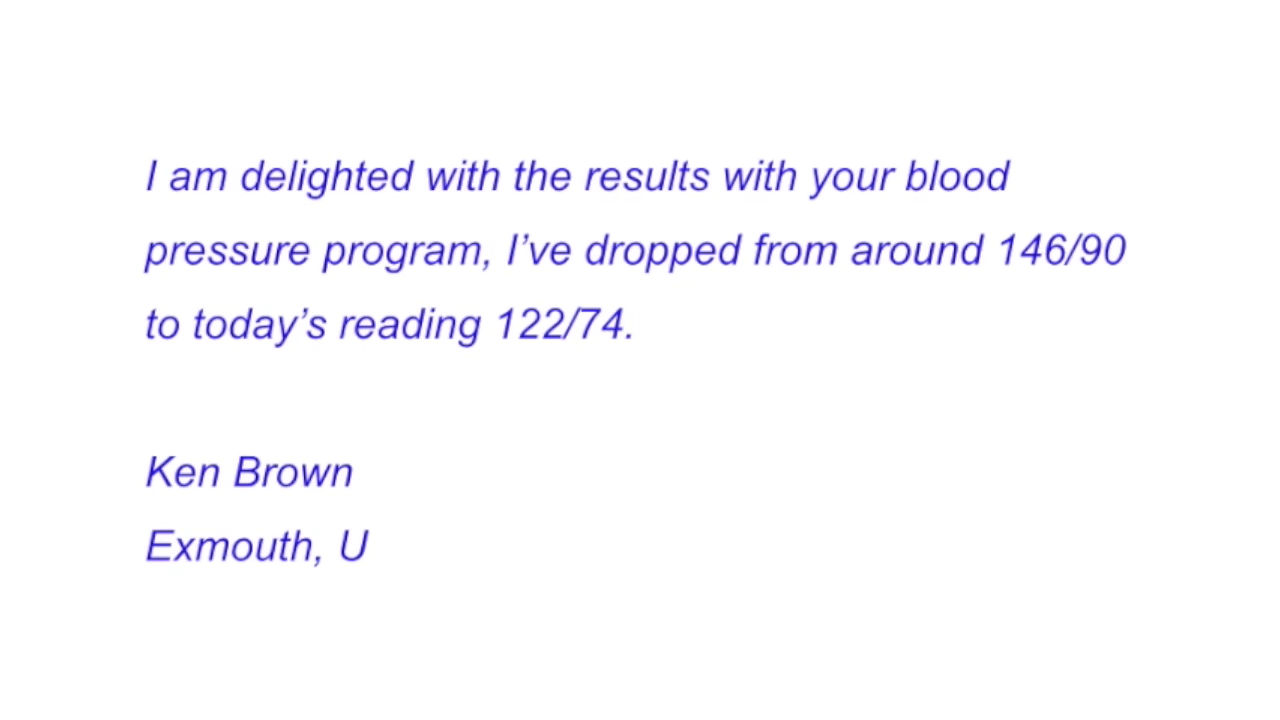 I am delighted with the results with your blood
pressure program, I’ve dropped from around 146/90
to today’s reading 122/74.
Ken Brown
Exmouth, U